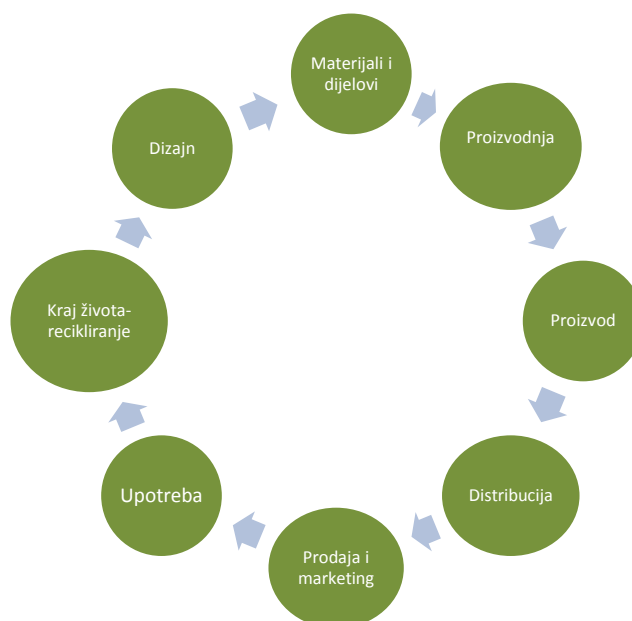 Materijali i
dijelovi
Proizvodnja
Proizvod
Distribucija
Prodaja i
marketing
Upotreba
Kraj života-
recikliranje
Dizajn